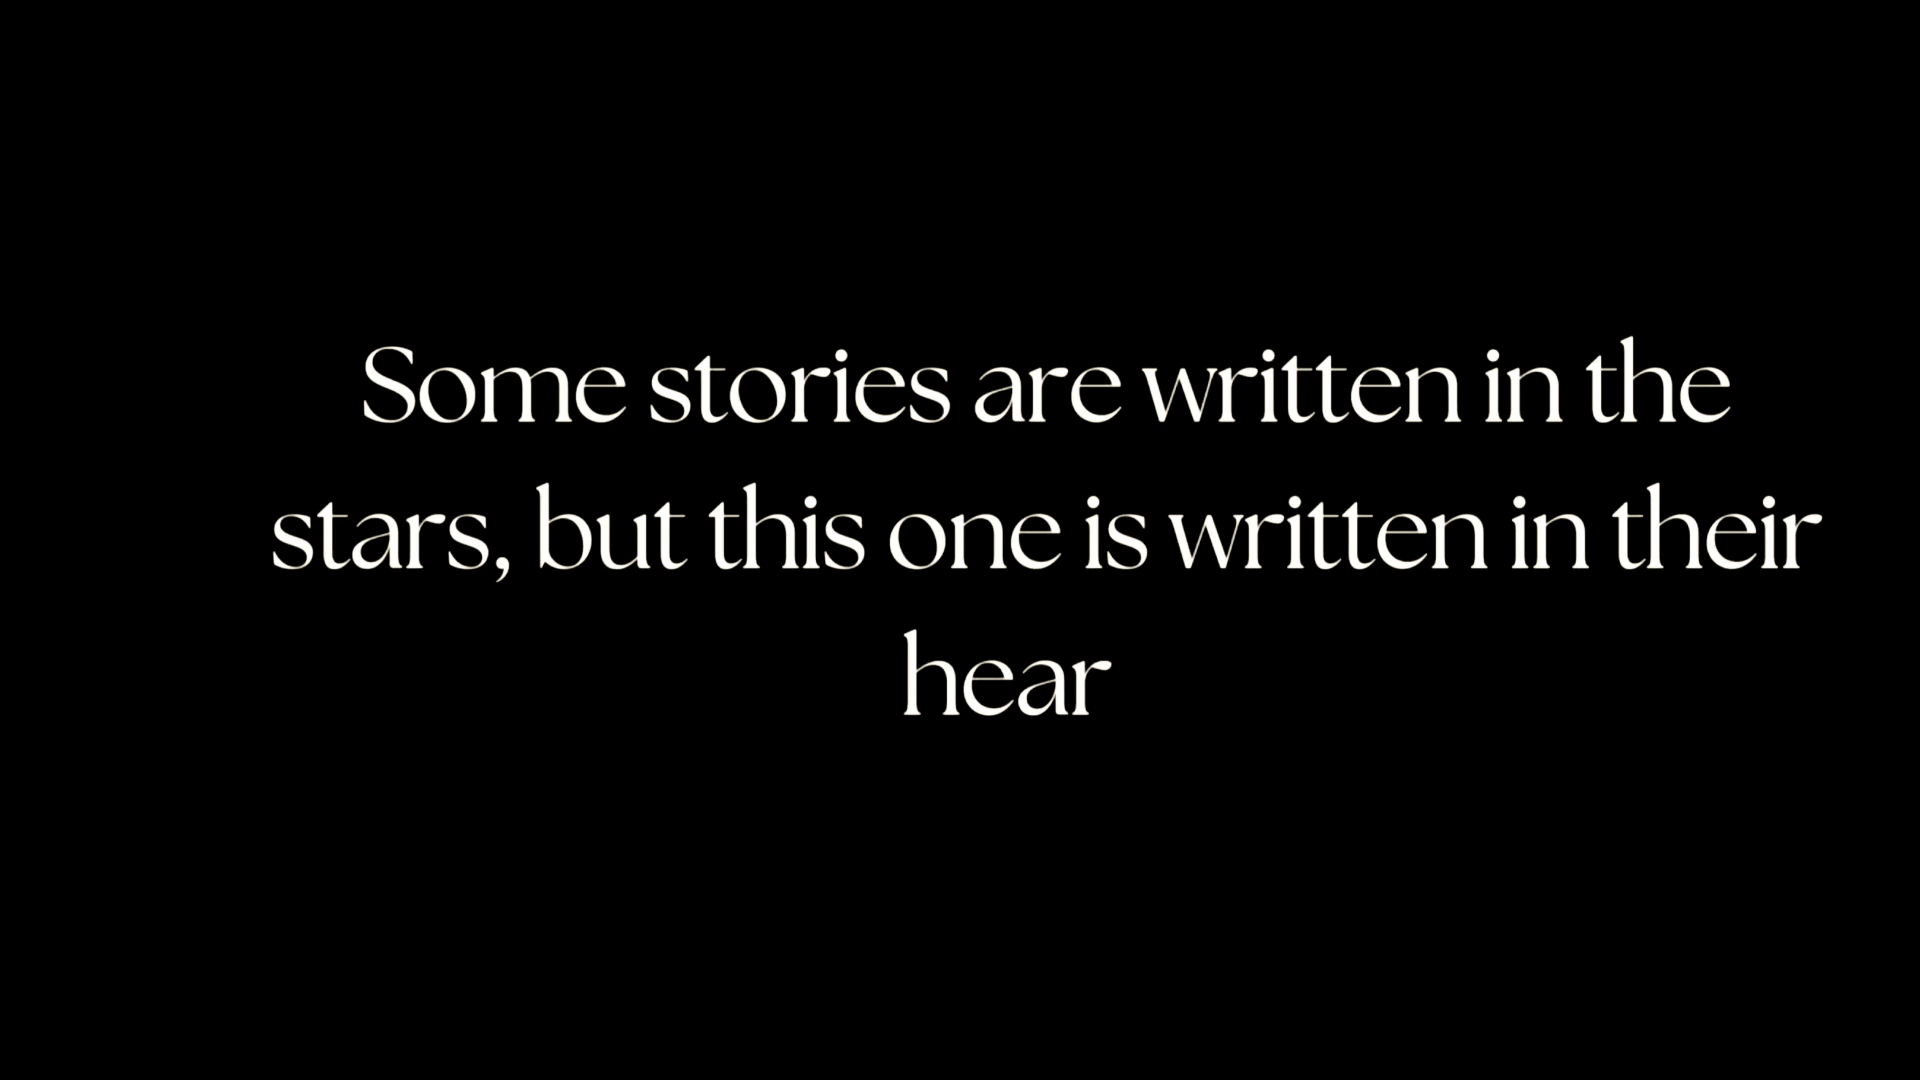 Some stories are written in the
stars, but this one is written in their
hear